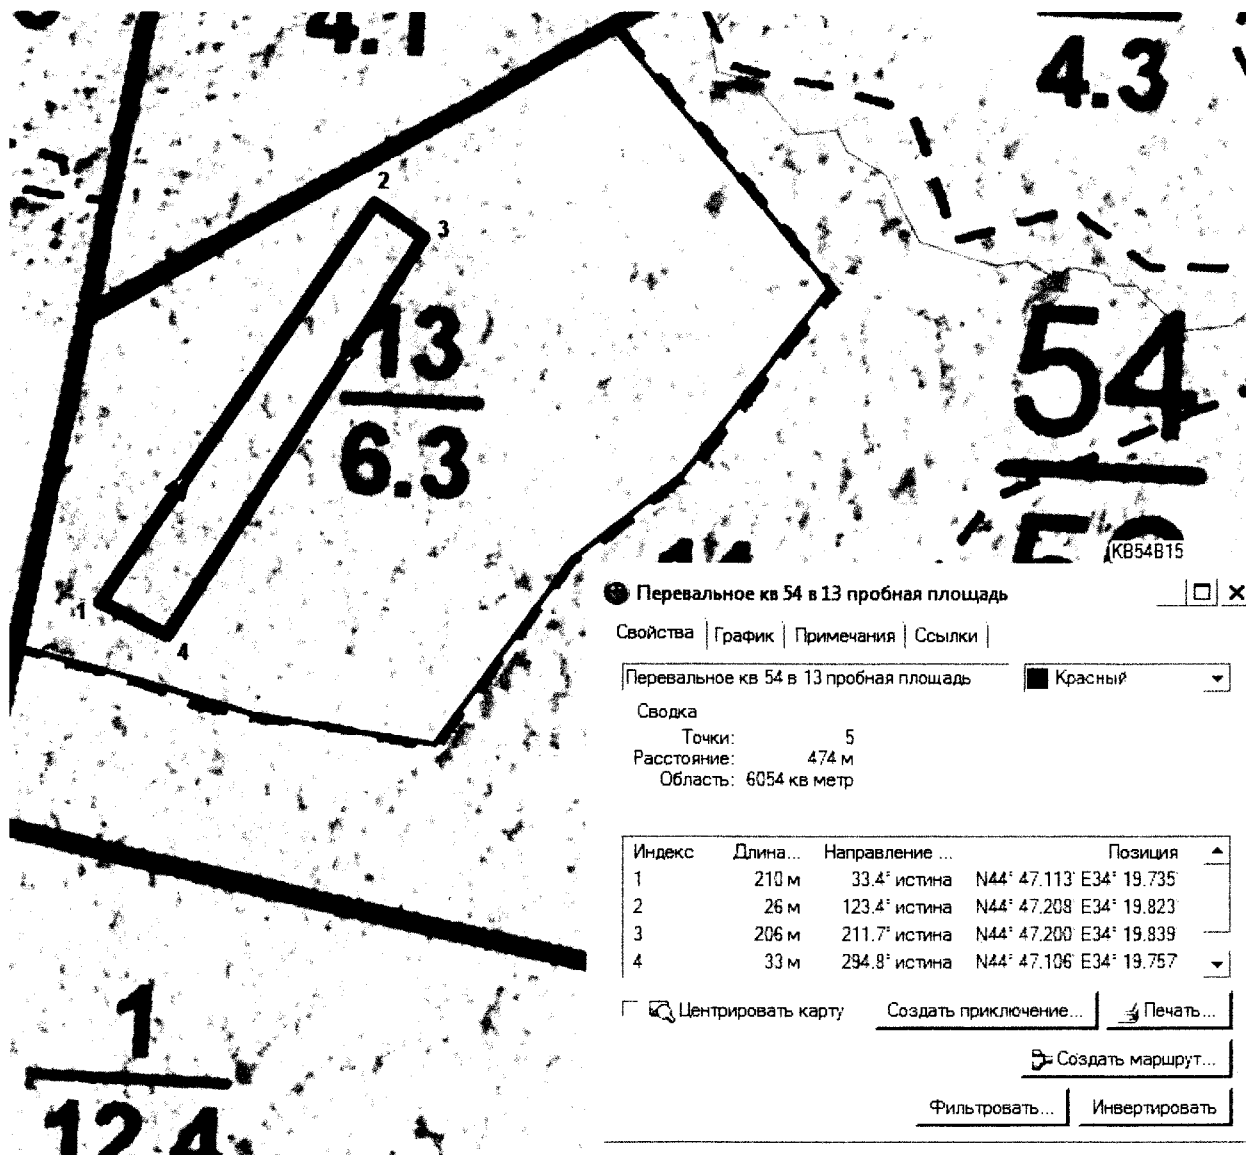 4.1
4.3
2
3
13
6.3
54
KB54B15
1
4
Перевальное кв 54 в 13 пробная площадь
Свойства График Примечания Ссылки
Перевальное кв 54 в 13 пробная площадь Красный
Сводка
Точки: 5
Расстояние: 474 м
Область: 6054 кв метр
Индекс Длина... Направление ... Позиция
1 210 м 33.4° истина N44° 47.113' E34° 19.735'
2 26 м 123.4° истина N44° 47.208' E34° 19.823'
3 206 м 211.7° истина N44° 47.200' E34° 19.839'
4 33 м 294.8° истина N44° 47.106' E34° 19.757'
Центрировать карту Создать приключение... Печать...
Создать маршрут...
Фильтровать... Инвертировать
1
12.4